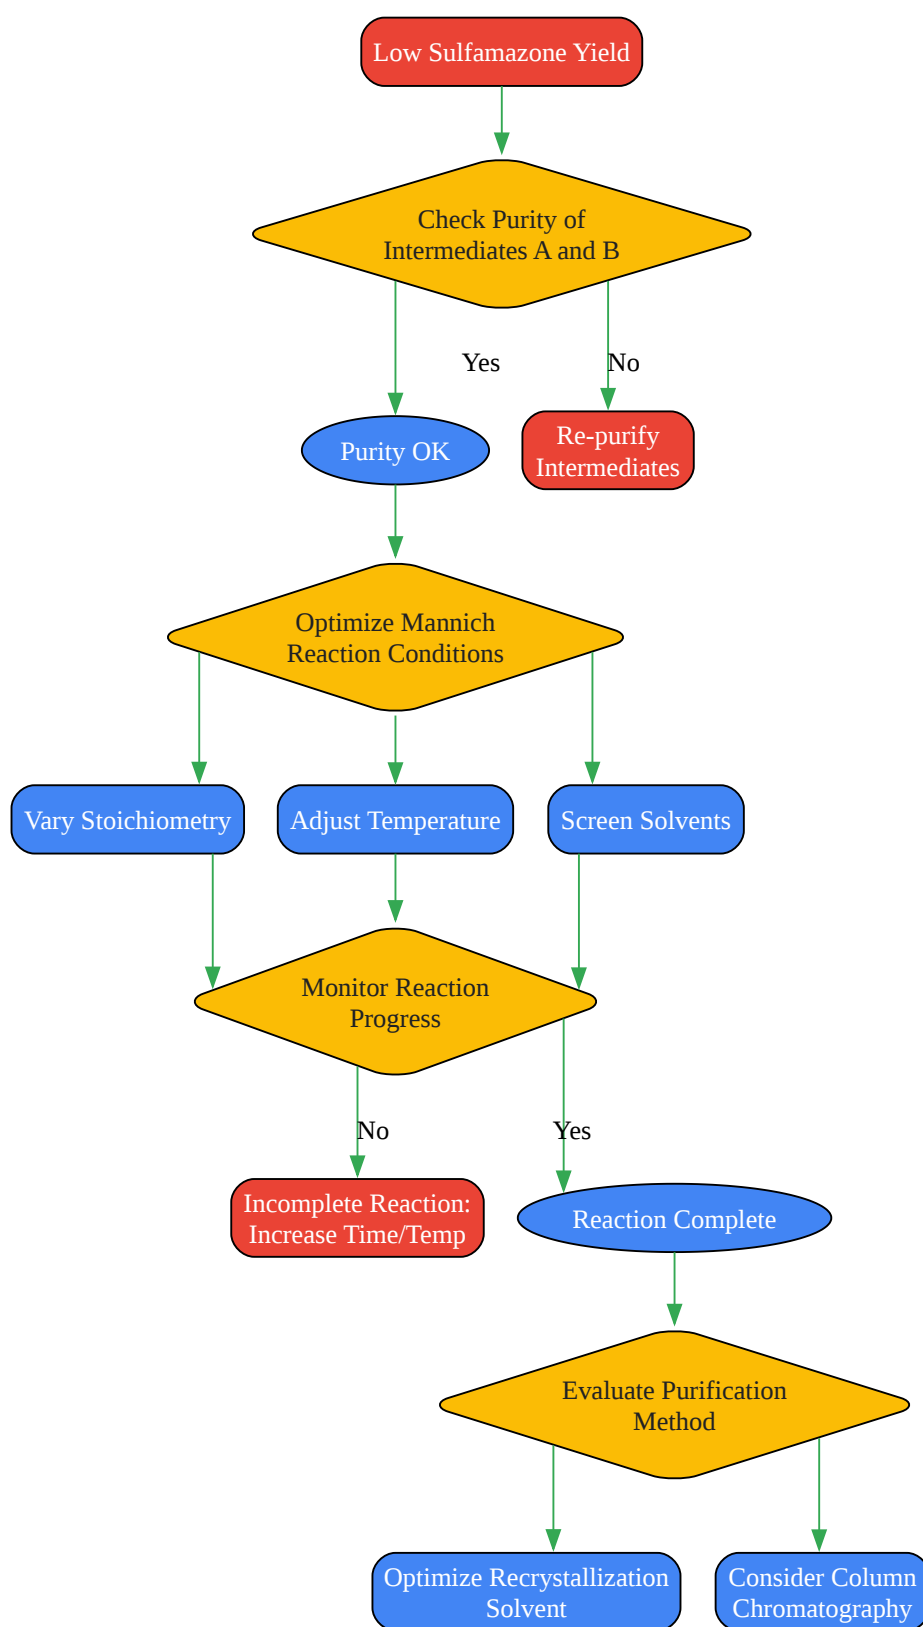 Low Sulfamazone Yield
Check Purity of
Intermediates A and B
Yes
No
Purity OK
Re-purify
Intermediates
Optimize Mannich
Reaction Conditions
Vary Stoichiometry
Adjust Temperature
Screen Solvents
Monitor Reaction
Progress
No
Yes
Incomplete Reaction:
Increase Time/Temp
Reaction Complete
Evaluate Purification
Method
Optimize Recrystallization
Solvent
Consider Column
Chromatography